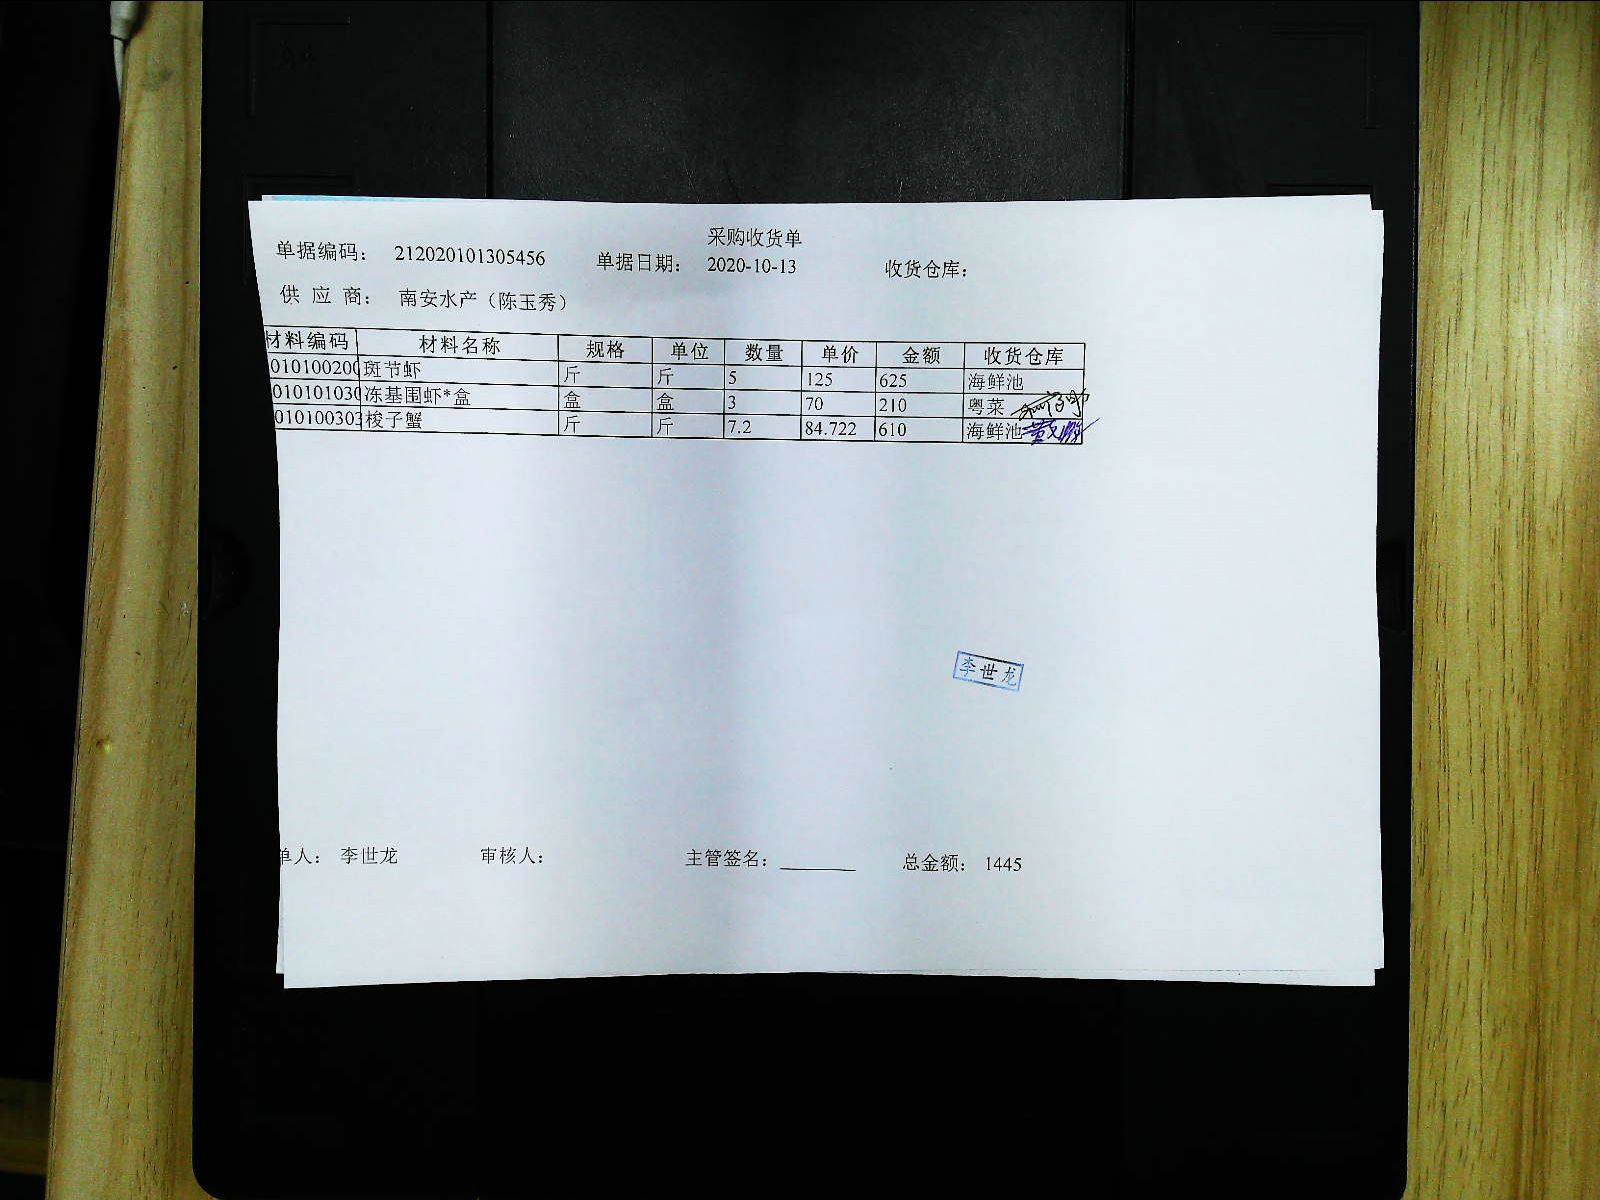 采购收货单
单据编码： 212020101305456 单据日期： 2020-10-13 收货仓库：
供 应 商： 南安水产（陈玉秀）
材料编码 材料名称 规格 单位 数量 单价 金额 收货仓库
010100200 斑节虾 斤 斤 5 125 625 海鲜池
010101030 冻基围虾*盒 盒 盒 3 70 210 粤菜
010100303 梭子蟹 斤 斤 7.2 84.722 610 海鲜池
李世龙
单人： 李世龙 审核人： 主管签名： 总金额： 1445